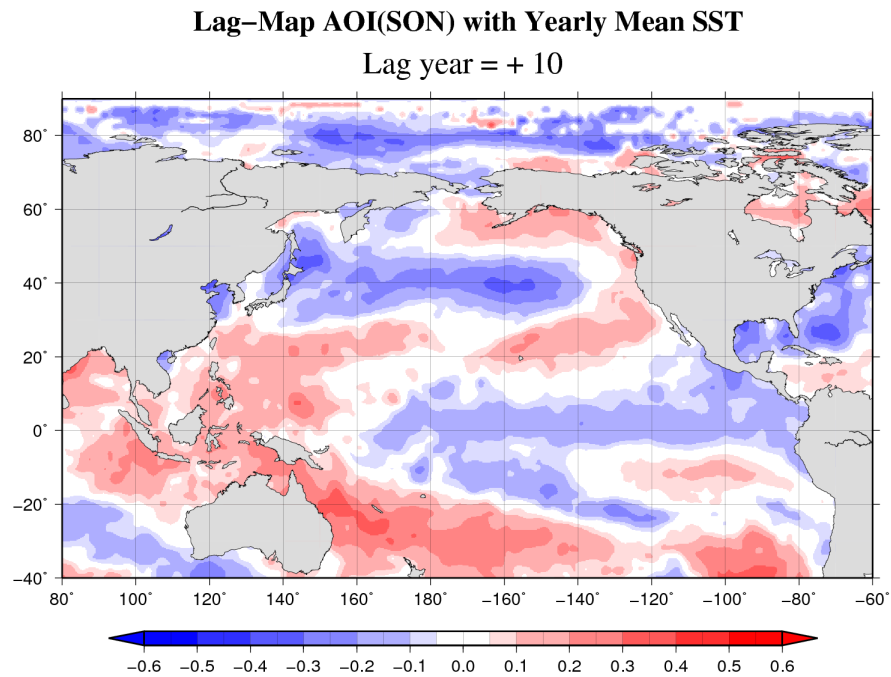 Lag−Map AOI(SON) with Yearly Mean SST
Lag year = + 10
80˚
60˚
40˚
20˚
0˚
−20˚
−40˚
80˚ 100˚ 120˚ 140˚ 160˚ 180˚ −160˚ −140˚ −120˚ −100˚ −80˚ −60˚
−0.6 −0.5 −0.4 −0.3 −0.2 −0.1 0.0 0.1 0.2 0.3 0.4 0.5 0.6